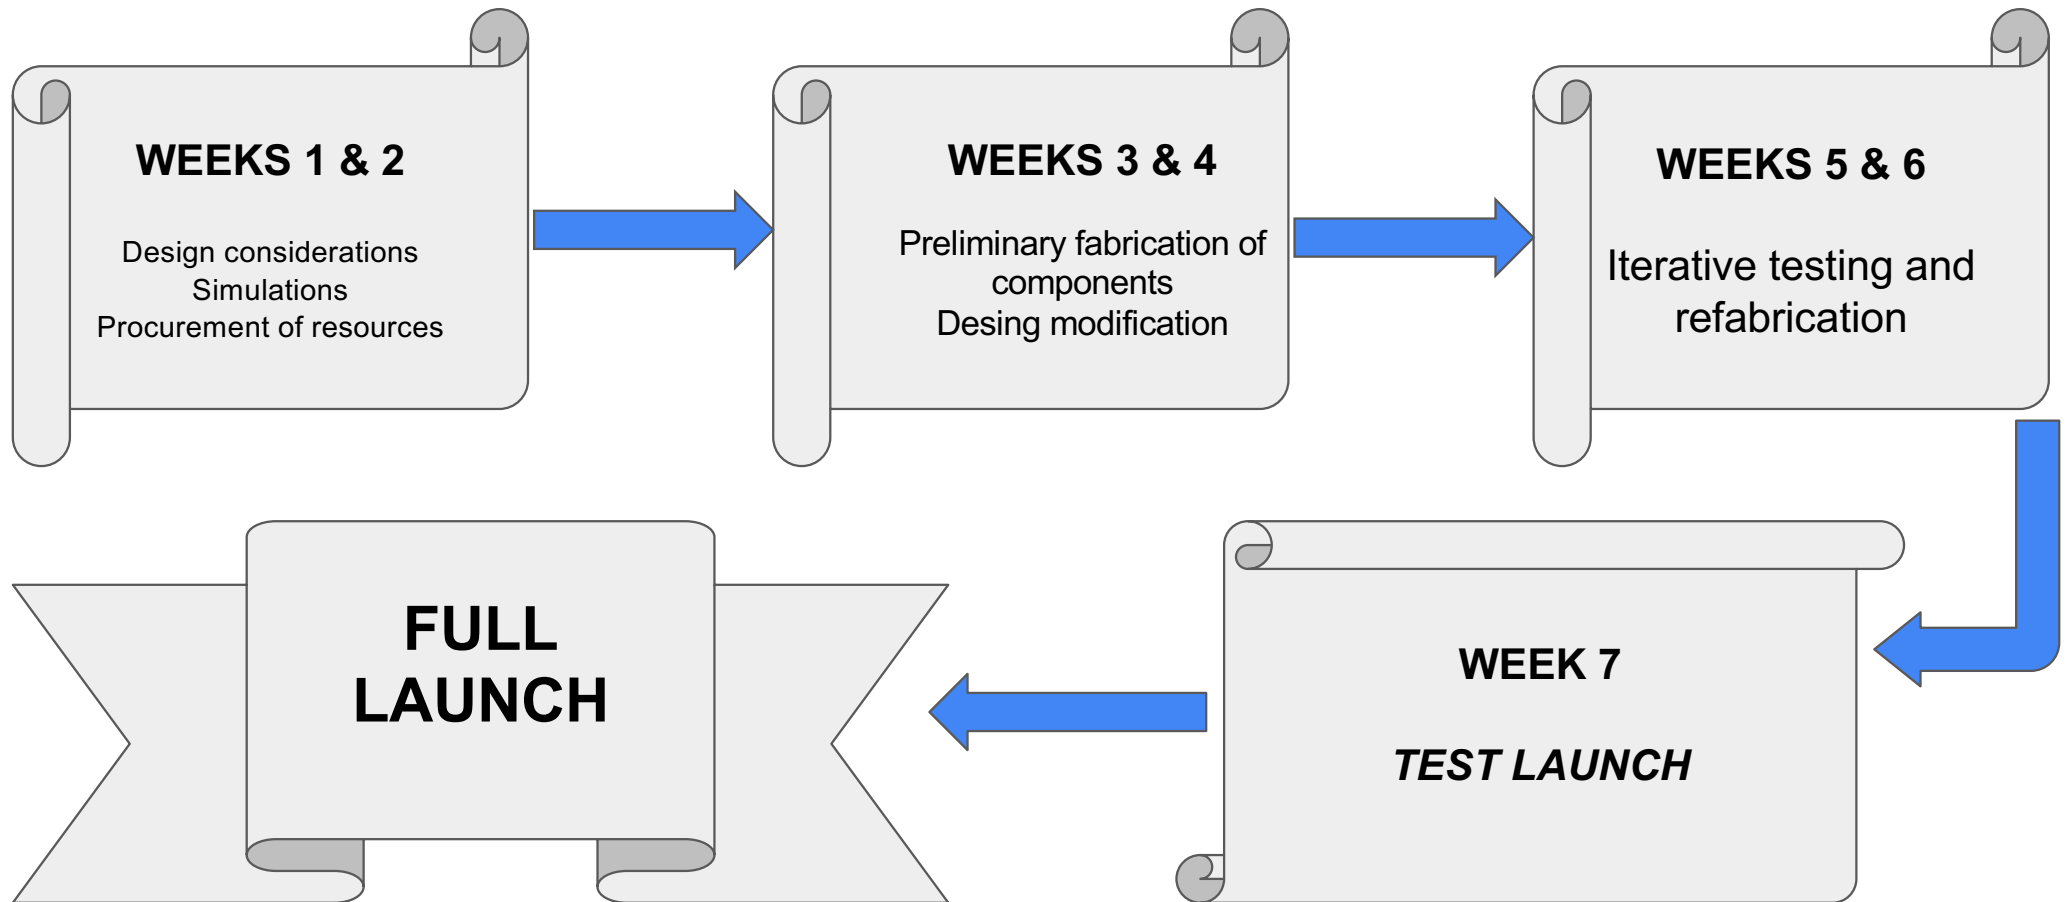 WEEKS 1 & 2
Design considerations
Simulations
Procurement of resources
WEEKS 3 & 4
Preliminary fabrication of
components
Desing modification
WEEKS 5 & 6
Iterative testing and
refabrication
WEEK 7
TEST LAUNCH
FULL
LAUNCH